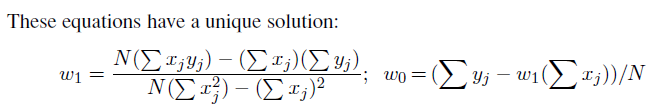 These equations have a unique solution:
w₁ = (N(∑ xⱼyⱼ) − (∑ xⱼ)(∑ yⱼ)) / (N(∑ xⱼ²) − (∑ xⱼ)²) ; w₀ = (∑ yⱼ − w₁(∑ xⱼ))/N